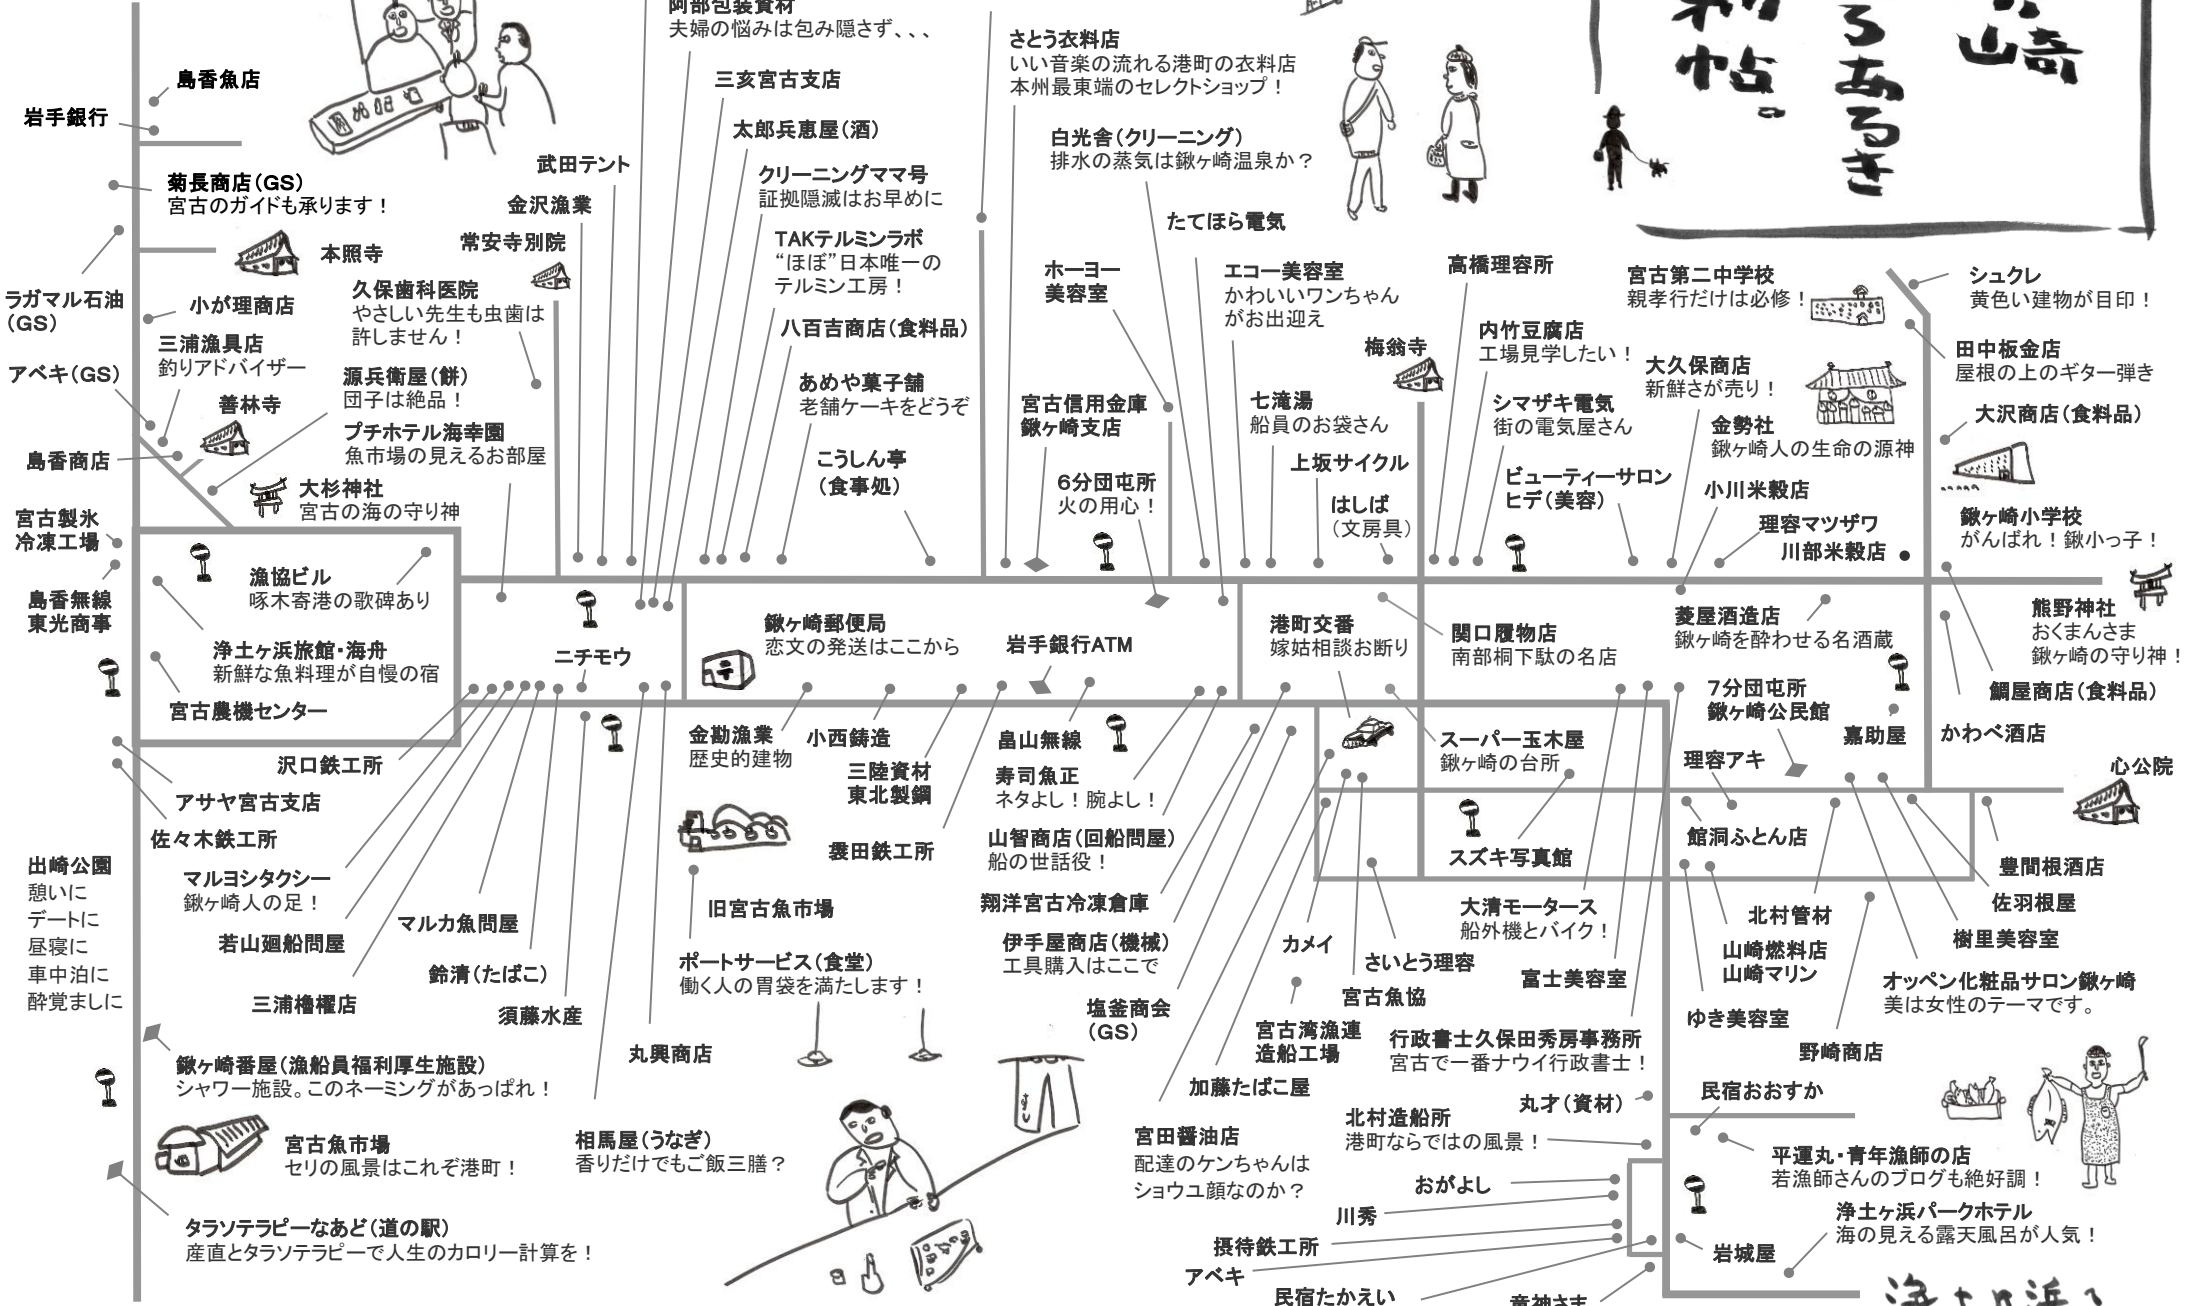 阿部包装資材
夫婦の悩みは包み隠さず、、、
さとう衣料店
いい音楽の流れる港町の衣料店
本州最東端のセレクトショップ！
島香魚店
岩手銀行
三亥宮古支店
太郎兵恵屋（酒）
白光舎（クリーニング）
排水の蒸気は鍬ヶ崎温泉か？
武田テント
クリーニングママ号
証拠隠滅はお早めに
菊長商店（GS）
宮古のガイドも承ります！
金沢漁業
たてほら電気
常安寺別院
TAKテルミンラボ
“ほぼ”日本唯一の
テルミン工房！
本照寺
ホーヨー
美容室
エコー美容室
かわいいワンちゃん
がお出迎え
高橋理容所
宮古第二中学校
親孝行だけは必修！
シュクレ
黄色い建物が目印！
ラガマル石油
（GS）
小が理商店
久保歯科医院
やさしい先生も虫歯は
許しません！
八百吉商店（食料品）
内竹豆腐店
工場見学したい！
三浦漁具店
釣りアドバイザー
梅翁寺
大久保商店
新鮮さが売り！
田中板金店
屋根の上のギター弾き
アベキ（GS）
源兵衛屋（餅）
団子は絶品！
あめや菓子舗
老舗ケーキをどうぞ
宮古信用金庫
鍬ヶ崎支店
七滝湯
船員のお袋さん
シマザキ電気
街の電気屋さん
善林寺
大沢商店（食料品）
金勢社
鍬ヶ崎人の生命の源神
プチホテル海幸園
魚市場の見えるお部屋
島香商店
こうしん亭
（食事処）
上坂サイクル
6分団屯所
火の用心！
ビューティーサロン
ヒデ（美容）
小川米穀店
大杉神社
宮古の海の守り神
はしば
（文房具）
宮古製氷
冷凍工場
理容マツザワ
川部米穀店
鍬ヶ崎小学校
がんばれ！鍬小っ子！
漁協ビル
啄木寄港の歌碑あり
島香無線
東光商事
鍬ヶ崎郵便局
恋文の発送はここから
岩手銀行ATM
港町交番
嫁姑相談お断り
関口履物店
南部桐下駄の名店
菱屋酒造店
鍬ヶ崎を酔わせる名酒蔵
熊野神社
おくまんさま
鍬ヶ崎の守り神！
浄土ヶ浜旅館・海舟
新鮮な魚料理が自慢の宿
ニチモウ
7分団屯所
鍬ヶ崎公民館
鯛屋商店（食料品）
宮古農機センター
金勘漁業
歴史的建物
小西鋳造
畠山無線
スーパー玉木屋
鍬ヶ崎の台所
嘉助屋
かわべ酒店
沢口鉄工所
三陸資材
東北製鋼
寿司魚正
ネタよし！腕よし！
理容アキ
心公院
アサヤ宮古支店
佐々木鉄工所
袰田鉄工所
山智商店（回船問屋）
船の世話役！
スズキ写真館
館洞ふとん店
豊間根酒店
出崎公園
憩いに
デートに
昼寝に
車中泊に
酔覚ましに
マルヨシタクシー
鍬ヶ崎人の足！
旧宮古魚市場
翔洋宮古冷凍倉庫
大清モータース
船外機とバイク！
北村管材
佐羽根屋
マルカ魚問屋
若山廻船問屋
伊手屋商店（機械）
工具購入はここで
カメイ
さいとう理容
山崎燃料店
山崎マリン
樹里美容室
鈴清（たばこ）
ポートサービス（食堂）
働く人の胃袋を満たします！
富士美容室
オッペン化粧品サロン鍬ヶ崎
美は女性のテーマです。
三浦櫓櫂店
須藤水産
塩釜商会
（GS）
宮古魚協
ゆき美容室
丸興商店
宮古湾漁連
造船工場
行政書士久保田秀房事務所
宮古で一番ナウイ行政書士！
野崎商店
鍬ヶ崎番屋（漁船員福利厚生施設）
シャワー施設。このネーミングがあっぱれ！
加藤たばこ屋
丸才（資材）
民宿おおすか
北村造船所
港町ならではの風景！
宮古魚市場
セリの風景はこれぞ港町！
相馬屋（うなぎ）
香りだけでもご飯三膳？
宮田醤油店
配達のケンちゃんは
ショウユ顔なのか？
平運丸・青年漁師の店
若漁師さんのブログも絶好調！
おがよし
川秀
浄土ヶ浜パークホテル
海の見える露天風呂が人気！
タラソテラピーなあど（道の駅）
産直とタラソテラピーで人生のカロリー計算を！
摂待鉄工所
岩城屋
アベキ
民宿たかえい
竜神さま
崎
ろあるき
帖。